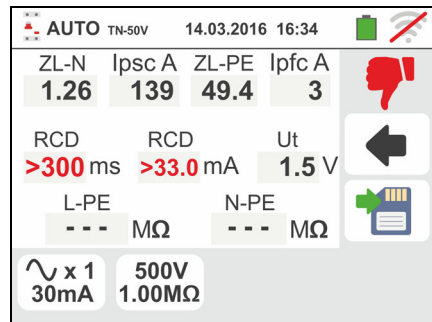 AUTO TN-50V 14.03.2016 16:34
ZL-N Ipsc A ZL-PE Ipfc A
1.26 139 49.4 3
RCD RCD Ut
>300 ms >33.0 mA 1.5 V
L-PE N-PE
- - - MΩ - - - MΩ
x 1 500V
30mA 1.00MΩ